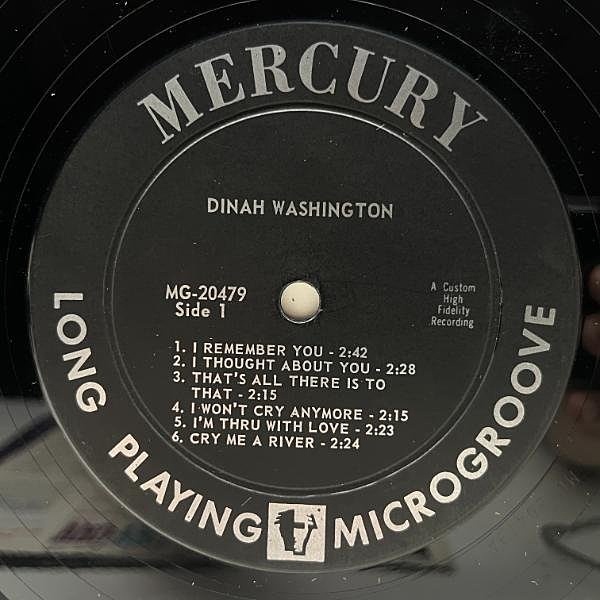 MERCURY
DINAH WASHINGTON
MG-20479
Side 1
A Custom
High
Fidelity
Recording
1. I REMEMBER YOU - 2:42
2. I THOUGHT ABOUT YOU - 2:28
3. THAT'S ALL THERE IS TO
THAT - 2:15
4. I WON'T CRY ANYMORE - 2:15
5. I'M THRU WITH LOVE - 2:23
6. CRY ME A RIVER - 2:24
LONG PLAYING MICROGROOVE